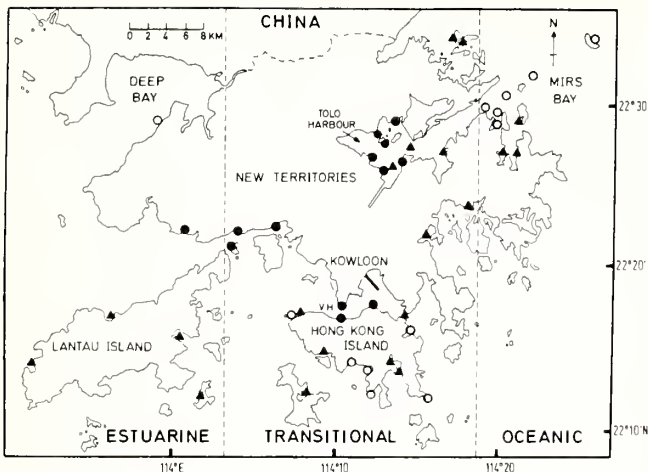 CHINA
N
0 2 4 6 8 KM
DEEP
BAY
MIRS
BAY
22°30'
TOLO
HARBOUR
NEW TERRITORIES
KOWLOON
22°20'
VH
HONG KONG
ISLAND
LANTAU ISLAND
22°10'N
ESTUARINE
TRANSITIONAL
OCEANIC
114°E
114°10
114°20